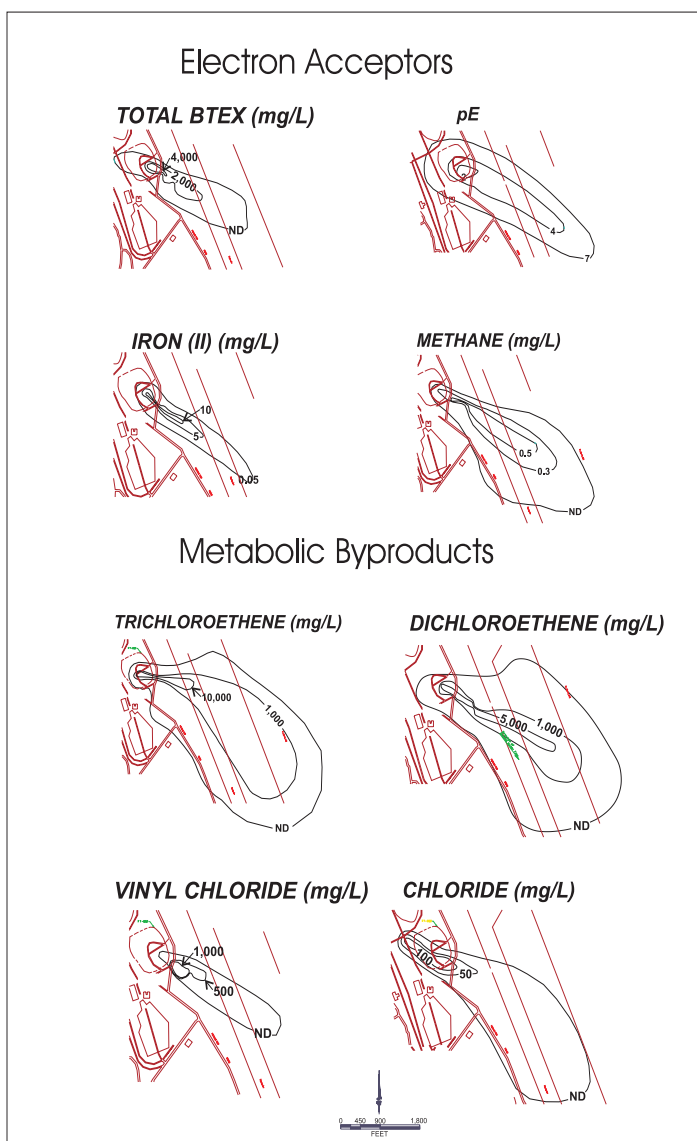 Electron Acceptors
TOTAL BTEX (mg/L)
pE
4,000
2,000
ND
4
7
IRON (II) (mg/L)
METHANE (mg/L)
10
5
0.05
0.5
0.3
ND
Metabolic Byproducts
TRICHLOROETHENE (mg/L)
DICHLOROETHENE (mg/L)
10,000
1,000
ND
5,000
1,000
ND
VINYL CHLORIDE (mg/L)
CHLORIDE (mg/L)
1,000
500
ND
100
50
ND
0 450 900 1,800
FEET